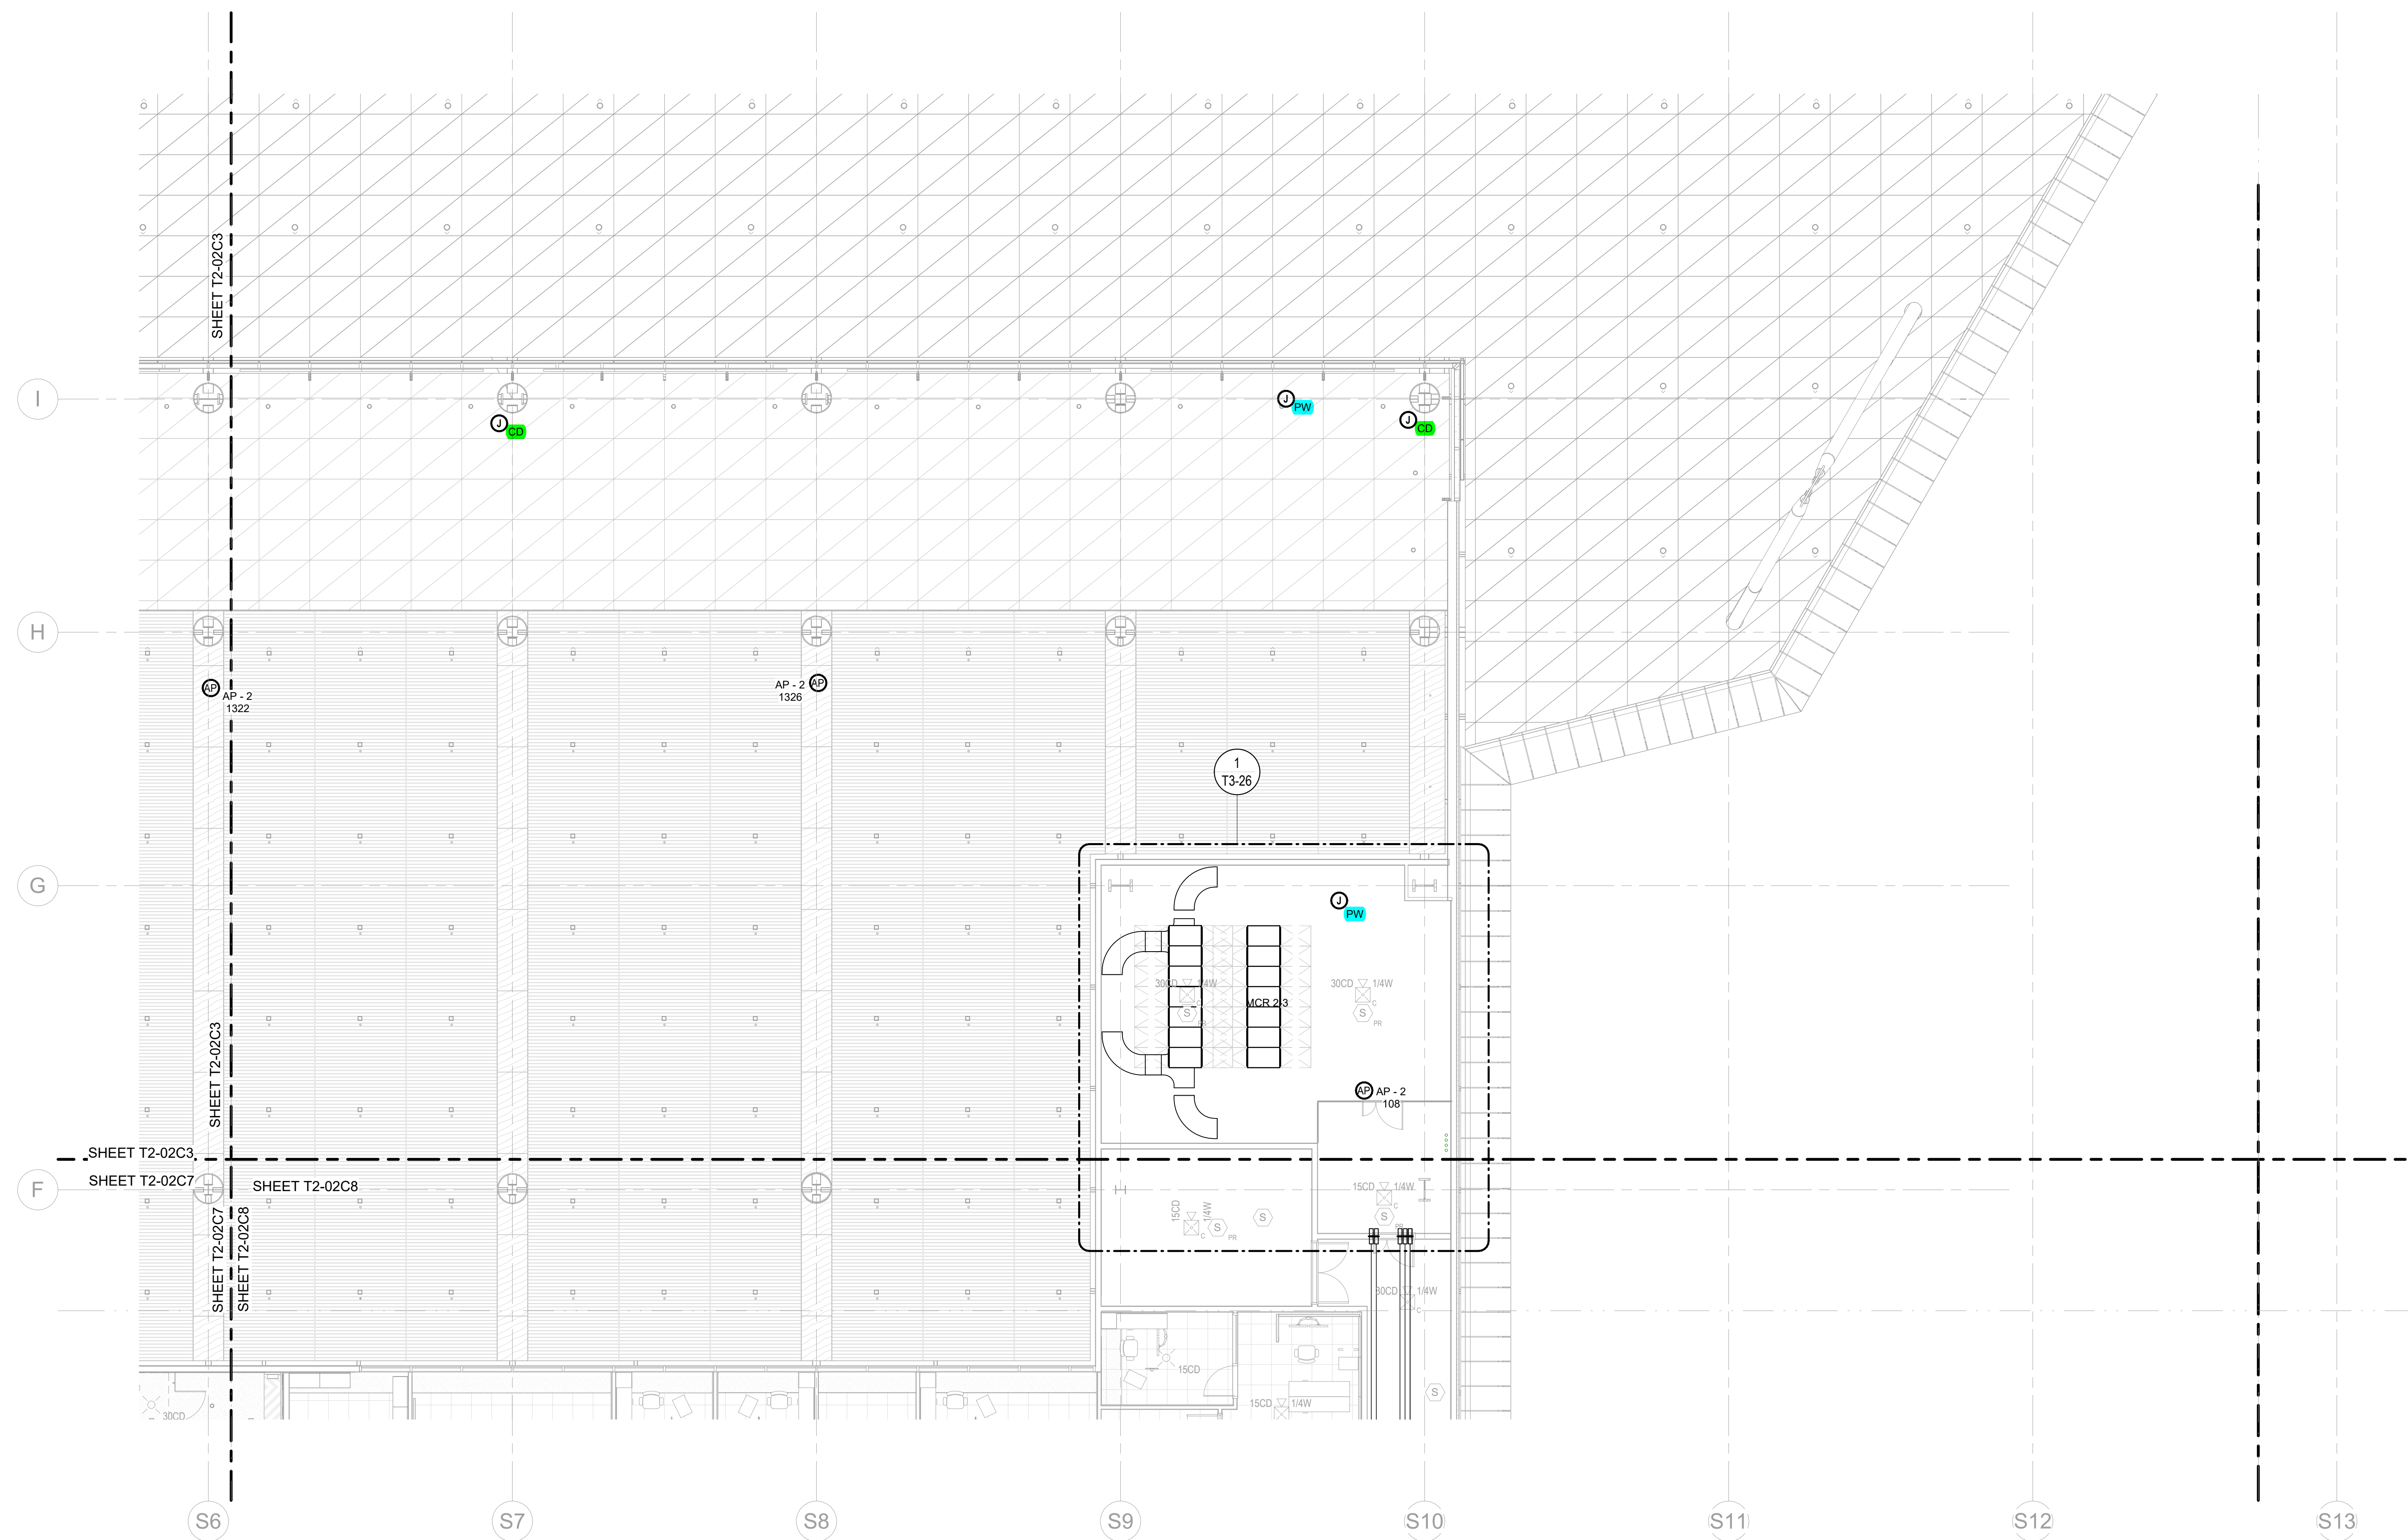 SHEET T2-02C3
I
J
PW
J
CD
J
CD
H
AP
AP - 2
1322
AP - 2
1326
AP
1
T3-26
G
J
PW
30CD
1/4W
C
S
PR
MCR 2-3
30CD
1/4W
C
S
PR
SHEET T2-02C3
AP
AP - 2
108
SHEET T2-02C3
SHEET T2-02C7
SHEET T2-02C8
F
SHEET T2-02C7
SHEET T2-02C8
15CD
1/4W
C
S
PR
S
15CD
1/4W
C
S
PR
30CD
1/4W
C
15CD
S
15CD
1/4W
30CD
S6
S7
S8
S9
S10
S11
S12
S13